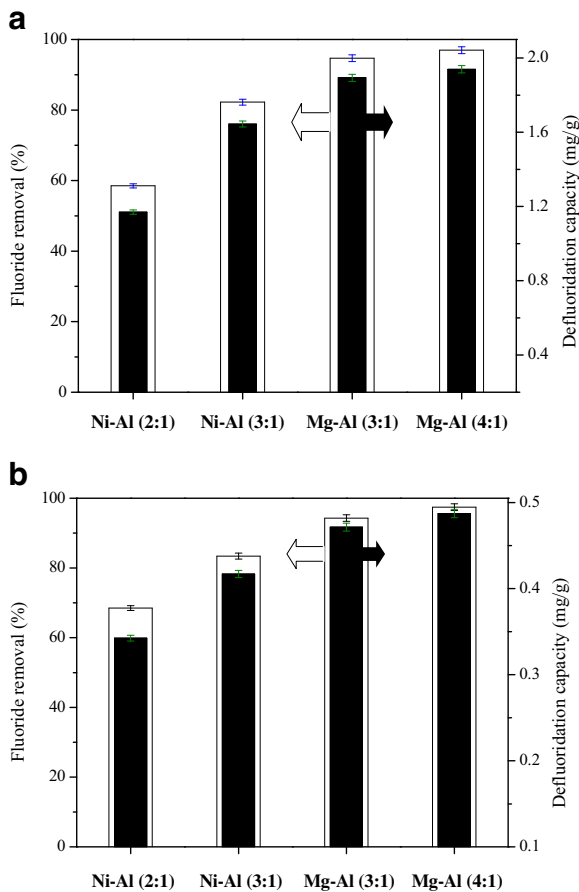 a
100
80
60
40
20
0
Fluoride removal (%)
2.0
1.6
1.2
0.8
0.4
Defluoridation capacity (mg/g)
Ni-Al (2:1) Ni-Al (3:1) Mg-Al (3:1) Mg-Al (4:1)
b
100
80
60
40
20
0
Fluoride removal (%)
0.5
0.4
0.3
0.2
0.1
Defluoridation capacity (mg/g)
Ni-Al (2:1) Ni-Al (3:1) Mg-Al (3:1) Mg-Al (4:1)